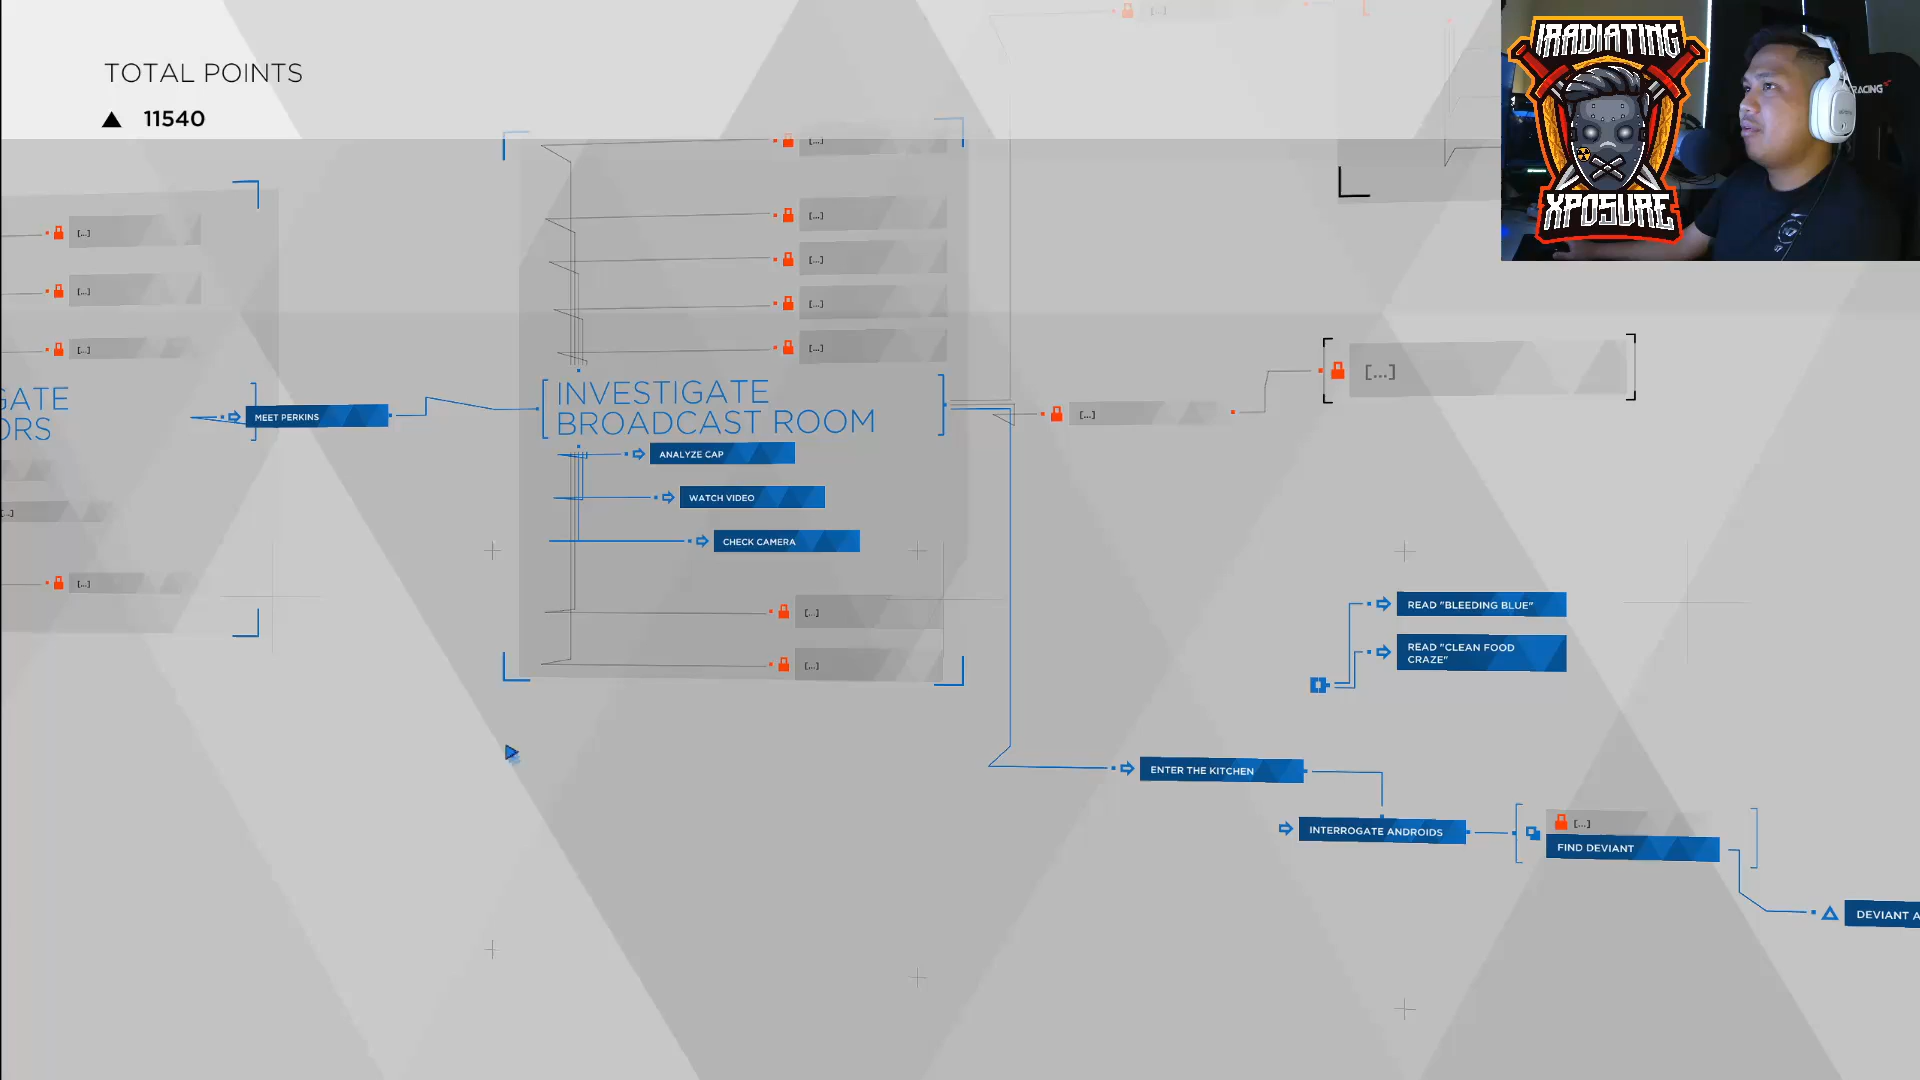 TOTAL POINTS
11540
IRADIATING
XPOSURE
RACING
[...]
[...]
[...]
[...]
[...]
[...]
[...]
[...]
[...]
[...]
GATE
ORS
MEET PERKINS
INVESTIGATE
BROADCAST ROOM
[...]
ANALYZE CAP
WATCH VIDEO
[...]
CHECK CAMERA
[...]
[...]
[...]
READ "BLEEDING BLUE"
READ "CLEAN FOOD
CRAZE"
ENTER THE KITCHEN
INTERROGATE ANDROIDS
[...]
FIND DEVIANT
DEVIANT A